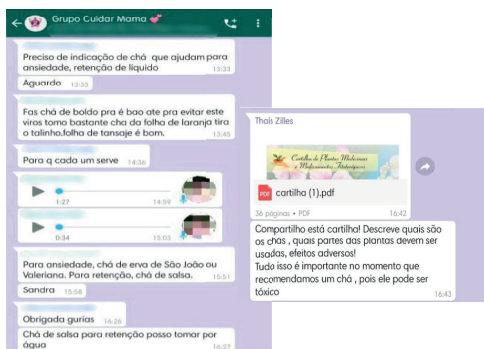 Grupo Cuidar Mama
Preciso de indicação de chá que ajudam para
ansiedade, retenção de líquido
13:33
Aguardo 13:33
Fas chá de boldo pra é bao ate pra evitar este
viros tomo bastante cha da folha de laranja tira
o talinho.folha de tansaje é bom. 13:45
Para q cada um serve 14:36
1:27 14:59
0:34 15:03
Para ansiedade, chá de erva de São João ou
Valeriana. Para retenção, chá de salsa. 15:51
Sandra 15:58
Obrigada gurias 16:26
Chá de salsa para retenção posso tomar por
água 16:27
Thais Zilles
Cartilha de Plantas Medicinais
e Medicamentos Fitoterápicos
PDF cartilha (1).pdf
36 páginas • PDF 16:42
Compartilho está cartilha! Descreve quais são
os chás , quais partes das plantas devem ser
usadas, efeitos adversos!
Tudo isso é importante no momento que
recomendamos um chá , pois ele pode ser
tóxico 16:43